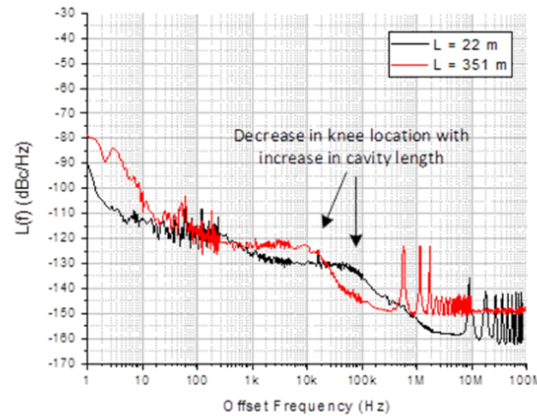 -30
-40
-50
-60
-70
-80
-90
-100
-110
-120
-130
-140
-150
-160
-170
L(f) (dBc/Hz)
L = 22 m
L = 351 m
Decrease in knee location with
increase in cavity length
1 10 100 1k 10k 100k 1M 10M 100M
Offset Frequency (Hz)